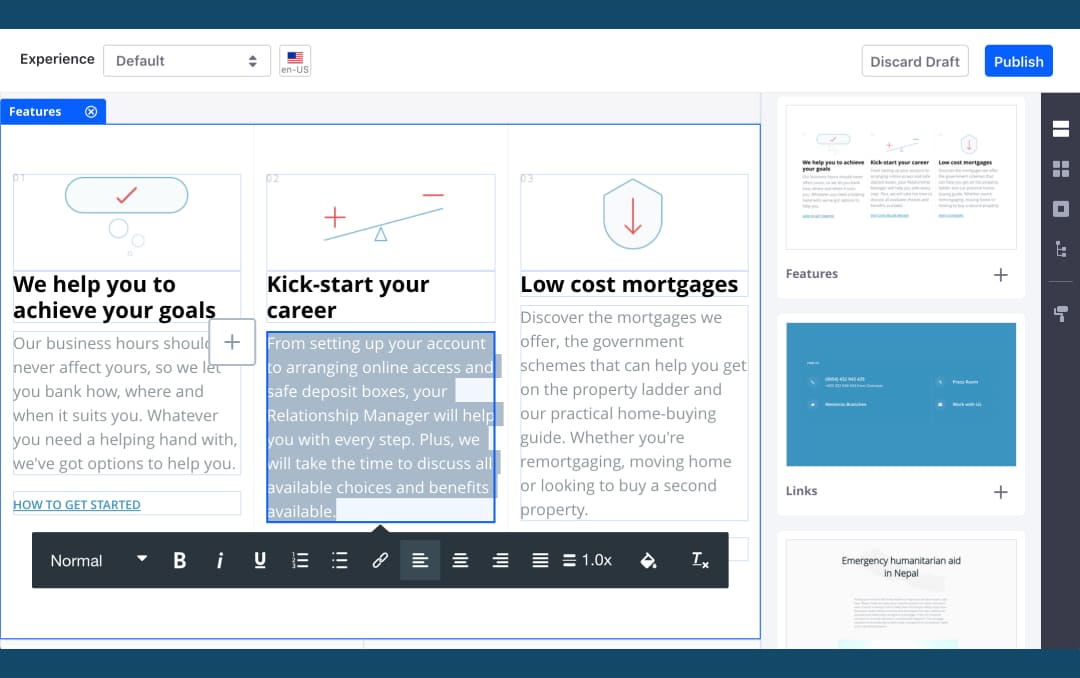 Experience
Default
en-US
Discard Draft
Publish
Features
01
02
03
We help you to
achieve your goals
Our business hours should
never affect yours, so we let
you bank how, where and
when it suits you. Whatever
you need a helping hand with,
we've got options to help you.
HOW TO GET STARTED
Kick-start your
career
From setting up your account
to arranging online access and
safe deposit boxes, your
Relationship Manager will help
you with every step. Plus, we
will take the time to discuss all
available choices and benefits
available.
Low cost mortgages
Discover the mortgages we
offer, the government
schemes that can help you get
on the property ladder and
our practical home-buying
guide. Whether you're
remortgaging, moving home
or looking to buy a second
property.
Normal
B
i
U
1.0x
We help you to achieve
your goals
Kick-start your career
Low cost mortgages
Features
Press Room
Work with Us
Links
Emergency humanitarian aid
in Nepal